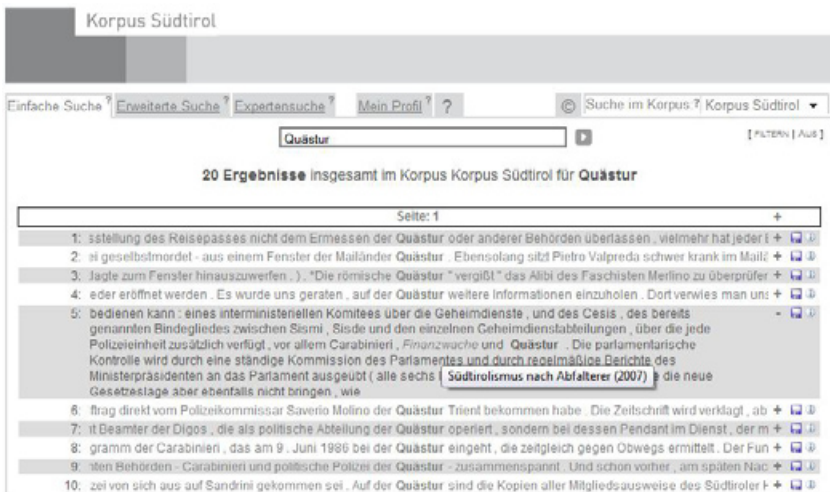 Korpus Südtirol
Einfache Suche ? Erweiterte Suche ? Expertensuche ? Mein Profil ? ? © Suche im Korpus ? Korpus Südtirol
Quästur [ FILTERN | AUS ]
20 Ergebnisse insgesamt im Korpus Korpus Südtirol für Quästur
Seite: 1 +
1: sstellung des Reisepasses nicht dem Ermessen der Quästur oder anderer Behörden überlassen , vielmehr hat jeder +
2: ei geselbstmordet - aus einem Fenster der Mailänder Quästur . Ebensolang sitzt Pietro Valpreda schwer krank im Mailä +
3: lagte zum Fenster hinauszuwerfen . ) . "Die römische Quästur " vergißt " das Alibi des Faschisten Merlino zu überprüfer +
4: eder eröffnet werden . Es wurde uns geraten , auf der Quästur weitere Informationen einzuholen . Dort verwies man un +
5: bedienen kann : eines interministeriellen Komitees über die Geheimdienste , und des Cesis , des bereits -
genannten Bindegliedes zwischen Sismi , Sisde und den einzelnen Geheimdienstabteilungen , über die jede
Polizeieinheit zusätzlich verfügt , vor allem Carabinieri , Finanzwache und Quästur . Die parlamentarische
Kontrolle wird durch eine ständige Kommission des Parlamentes und durch regelmäßige Berichte des
Ministerpräsidenten an das Parlament ausgeübt ( alle sechs Südtirolismus nach Abfalterer (2007) die neue
Gesetzeslage aber ebenfalls nicht bringen , wie
6: ftrag direkt vom Polizeikommissar Saverio Molino der Quästur Trient bekommen habe . Die Zeitschrift wird verklagt , ab +
7: t Beamter der Digos , die als politische Abteilung der Quästur operiert , sondern bei dessen Pendant im Dienst , der m +
8: gramm der Carabinieri , das am 9 . Juni 1986 bei der Quästur eingeht , die zeitgleich gegen Obwegs ermittelt . Der Fun +
9: nten Behörden - Carabinieri und politische Polizei der Quästur - zusammenspannt . Und schon vorher , am späten Nac +
10: zei von sich aus auf Sandrini gekommen sei . Auf der Quästur sind die Kopien aller Mitgliedsausweise des Südtiroler H +